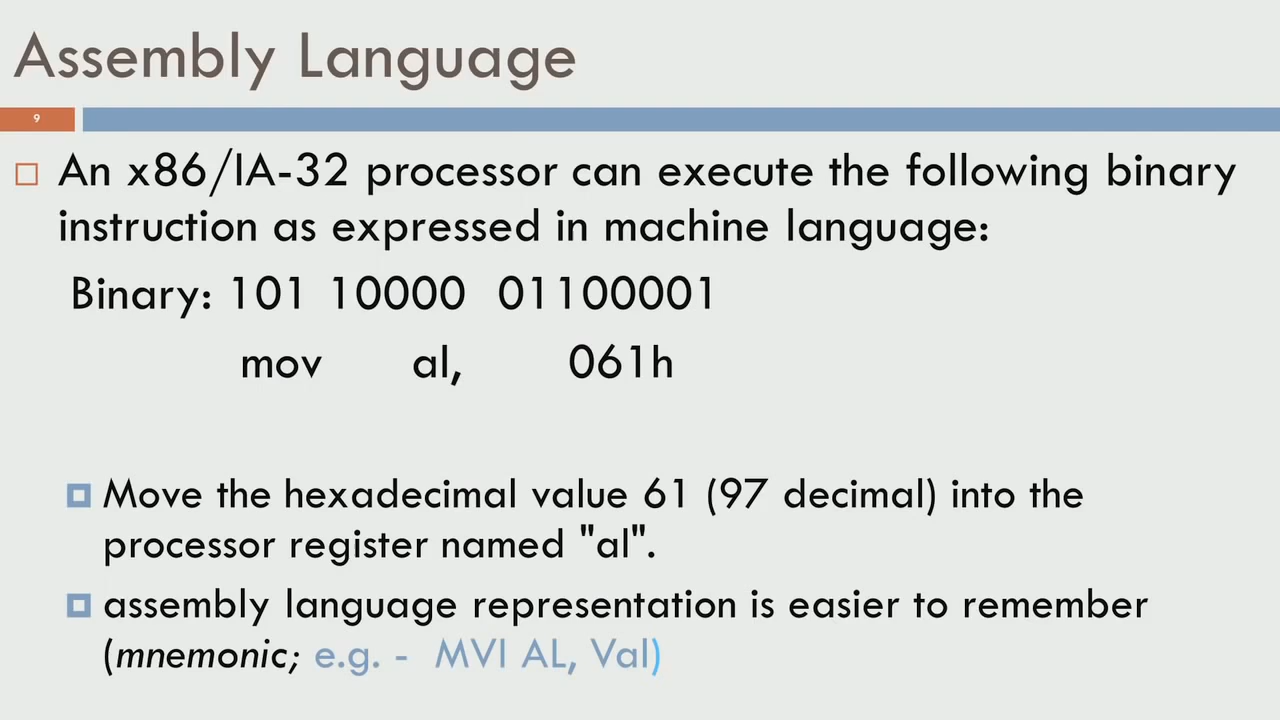 Assembly Language
9
An x86/IA-32 processor can execute the following binary
instruction as expressed in machine language:
Binary: 101 10000 01100001
mov al, 061h
Move the hexadecimal value 61 (97 decimal) into the
processor register named "al".
assembly language representation is easier to remember
(mnemonic; e.g. - MVI AL, Val)